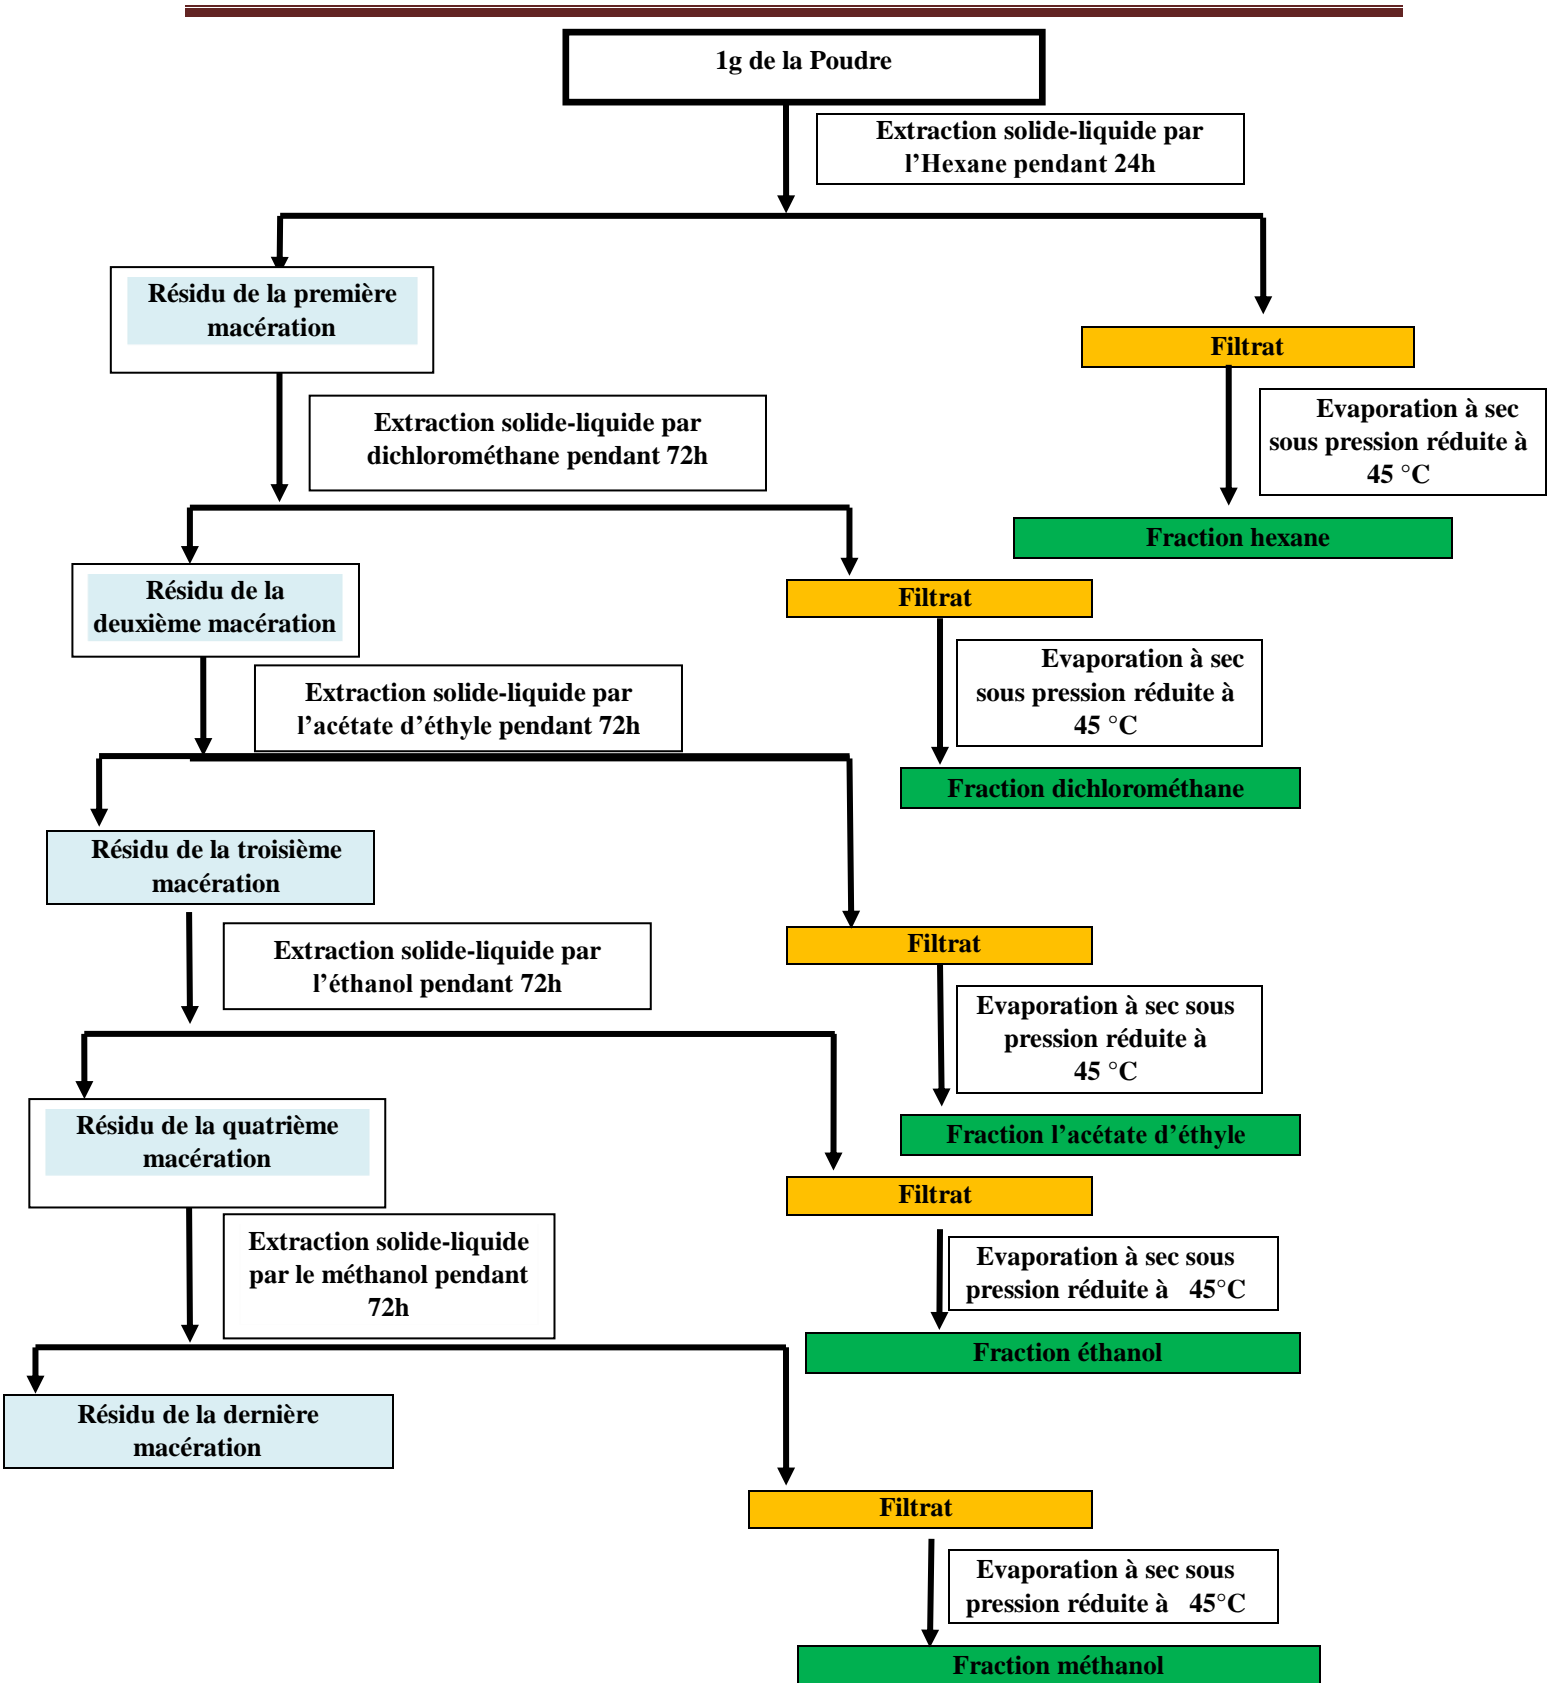 1g de la Poudre
Extraction solide-liquide par
l’Hexane pendant 24h
Résidu de la première
macération
Filtrat
Extraction solide-liquide par
dichlorométhane pendant 72h
Evaporation à sec
sous pression réduite à
45 °C
Fraction hexane
Résidu de la
deuxième macération
Filtrat
Extraction solide-liquide par
l’acétate d’éthyle pendant 72h
Evaporation à sec
sous pression réduite à
45 °C
Fraction dichlorométhane
Résidu de la troisième
macération
Filtrat
Extraction solide-liquide par
l’éthanol pendant 72h
Evaporation à sec sous
pression réduite à
45 °C
Fraction l’acétate d’éthyle
Résidu de la quatrième
macération
Filtrat
Extraction solide-liquide
par le méthanol pendant
72h
Evaporation à sec sous
pression réduite à 45°C
Fraction éthanol
Résidu de la dernière
macération
Filtrat
Evaporation à sec sous
pression réduite à 45°C
Fraction méthanol